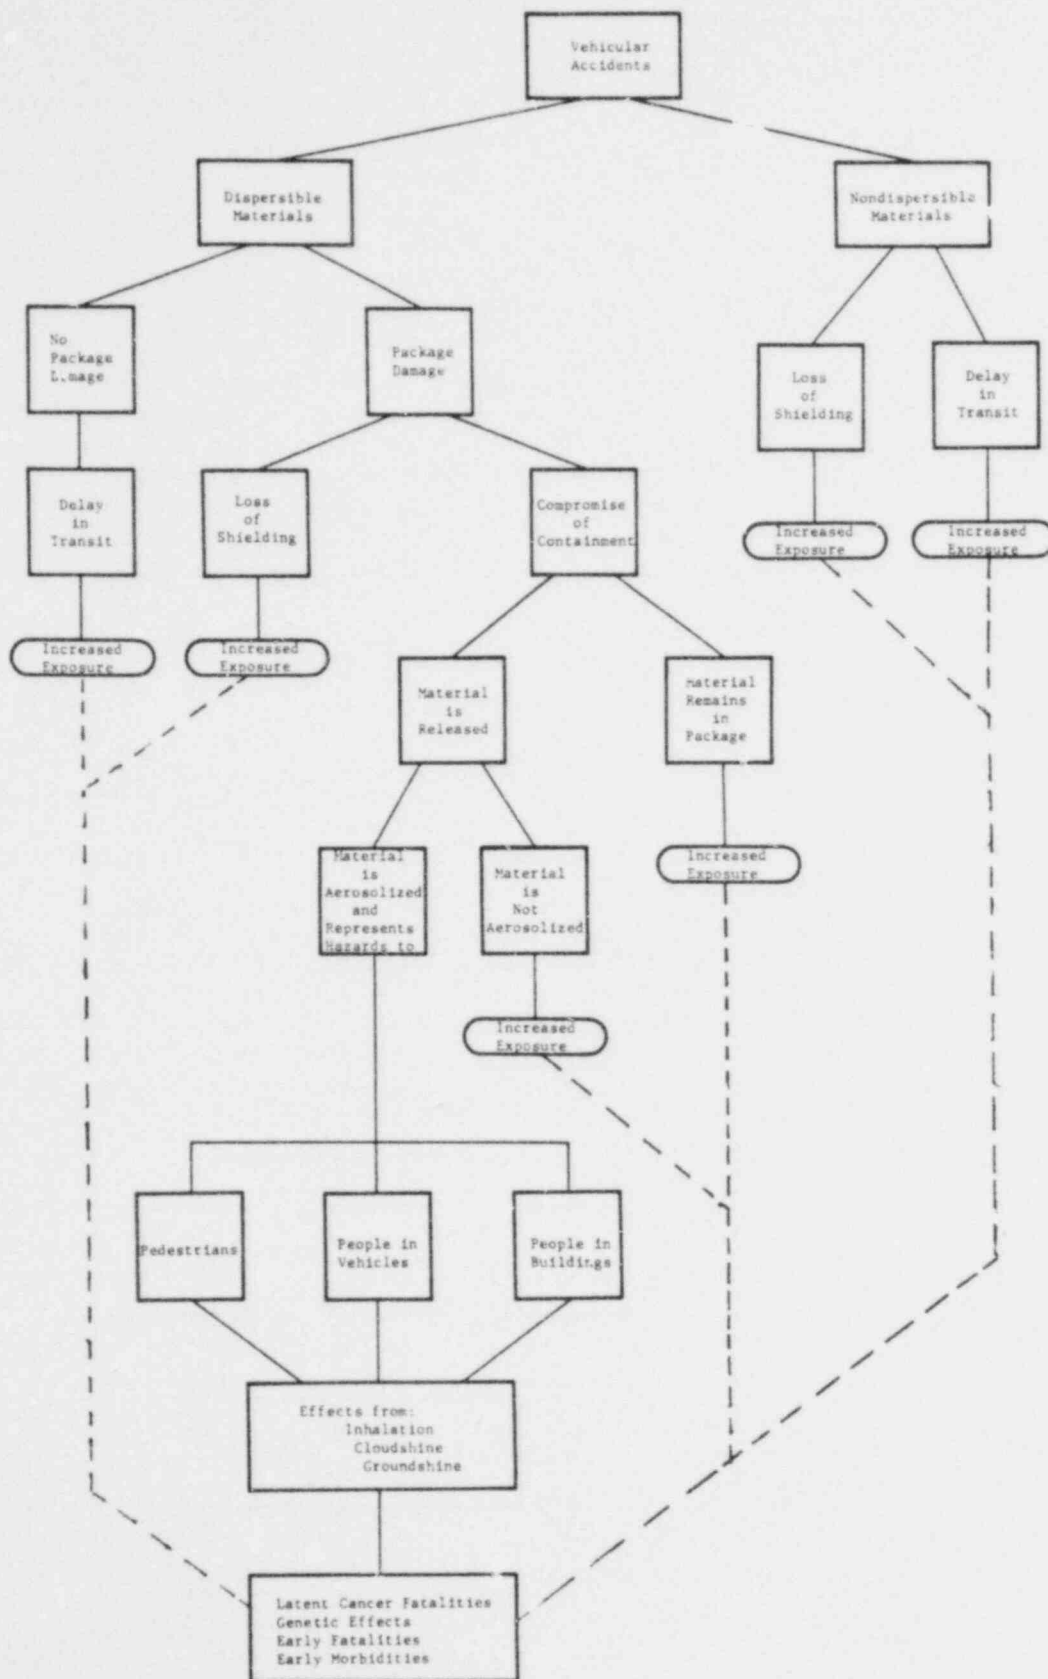 Vehicular
Accidents
Dispersible
Materials
Nondispersible
Materials
No
Package
Package
Damage
Loss
of
Shielding
Delay
in
Transit
Delay
in
Transit
Loss
of
Shielding
Compromise
of
Containment
Increased
Exposure
Increased
Exposure
Increased
Exposure
Increased
Exposure
Material
is
Released
Material
Remains
in
Package
Material
is
Aerosolized
and
Represents
Hazards to
Material
is
Not
Aerosolized
Increased
Exposure
Increased
Exposure
Pedestrians
People in
Vehicles
People in
Buildings
Effects from:
Inhalation
Cloudshine
Groundshine
Latent Cancer Fatalities
Genetic Effects
Early Fatalities
Early Morbidities